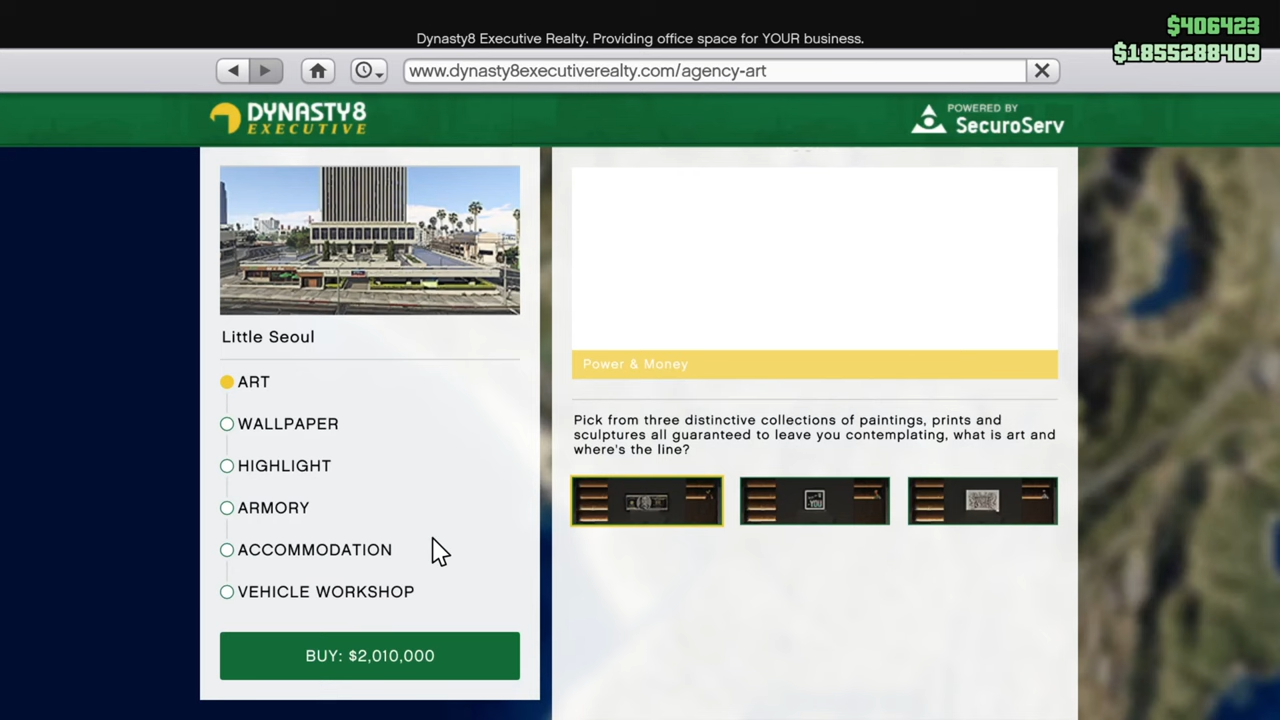 $406423
$1855288409
Dynasty8 Executive Realty. Providing office space for YOUR business.
www.dynasty8executiverealty.com/agency-art
DYNASTY8
EXECUTIVE
POWERED BY
SecuroServ
Little Seoul
ART
WALLPAPER
HIGHLIGHT
ARMORY
ACCOMMODATION
VEHICLE WORKSHOP
BUY: $2,010,000
Power & Money
Pick from three distinctive collections of paintings, prints and
sculptures all guaranteed to leave you contemplating, what is art and
where's the line?
YOU